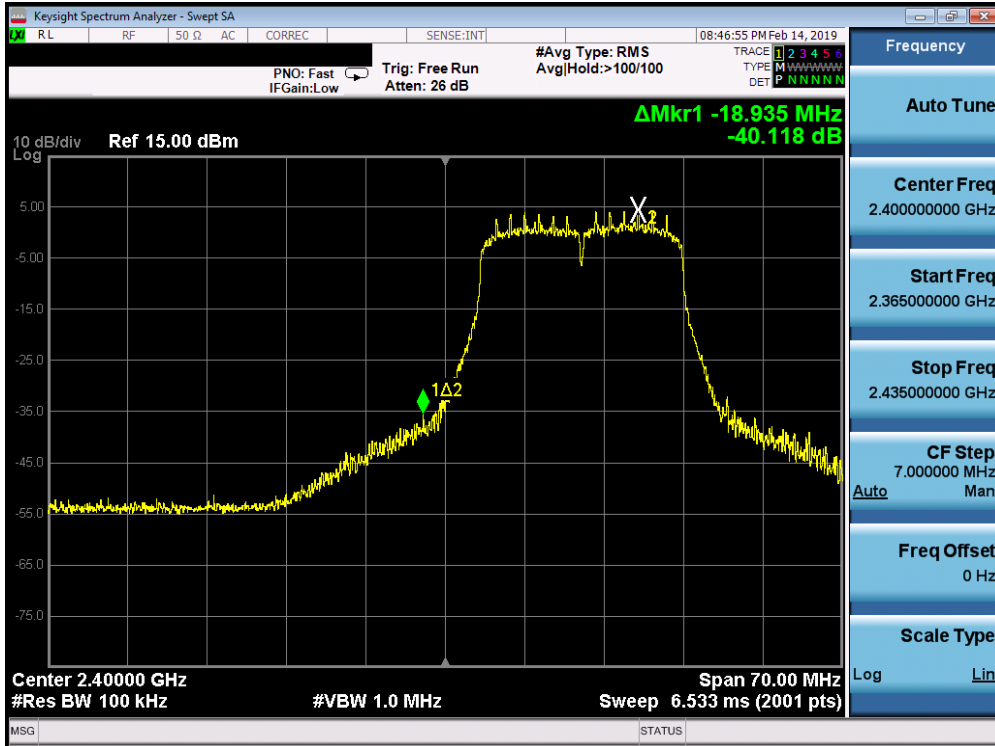 Keysight Spectrum Analyzer - Swept SA
LXI RL RF 50 Ω AC CORREC SENSE:INT 08:46:55 PM Feb 14, 2019
PNO: Fast
IFGain:Low
Trig: Free Run
Atten: 26 dB
#Avg Type: RMS
Avg|Hold:>100/100
TRACE 1 2 3 4 5 6
TYPE M WWWWW
DET P N N N N N
ΔMkr1 -18.935 MHz
-40.118 dB
10 dB/div Ref 15.00 dBm
Log
5.00
-5.00
-15.0
-25.0
-35.0
-45.0
-55.0
-65.0
-75.0
X2
1Δ2
Center 2.40000 GHz Span 70.00 MHz
#Res BW 100 kHz #VBW 1.0 MHz Sweep 6.533 ms (2001 pts)
MSG STATUS
Frequency
Auto Tune
Center Freq
2.400000000 GHz
Start Freq
2.365000000 GHz
Stop Freq
2.435000000 GHz
CF Step
7.000000 MHz
Auto Man
Freq Offset
0 Hz
Scale Type
Log Lin